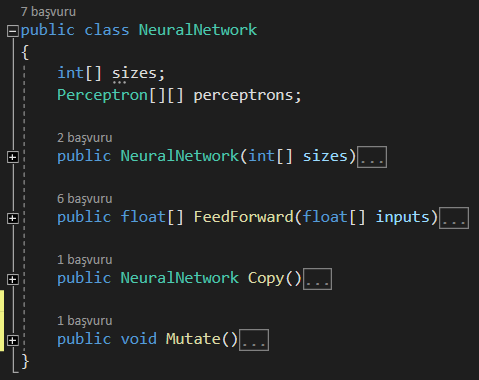 7 başvuru
public class NeuralNetwork
{
int[] sizes;
Perceptron[][] perceptrons;
2 başvuru
public NeuralNetwork(int[] sizes)...
6 başvuru
public float[] FeedForward(float[] inputs)...
1 başvuru
public NeuralNetwork Copy()...
1 başvuru
public void Mutate()...
}